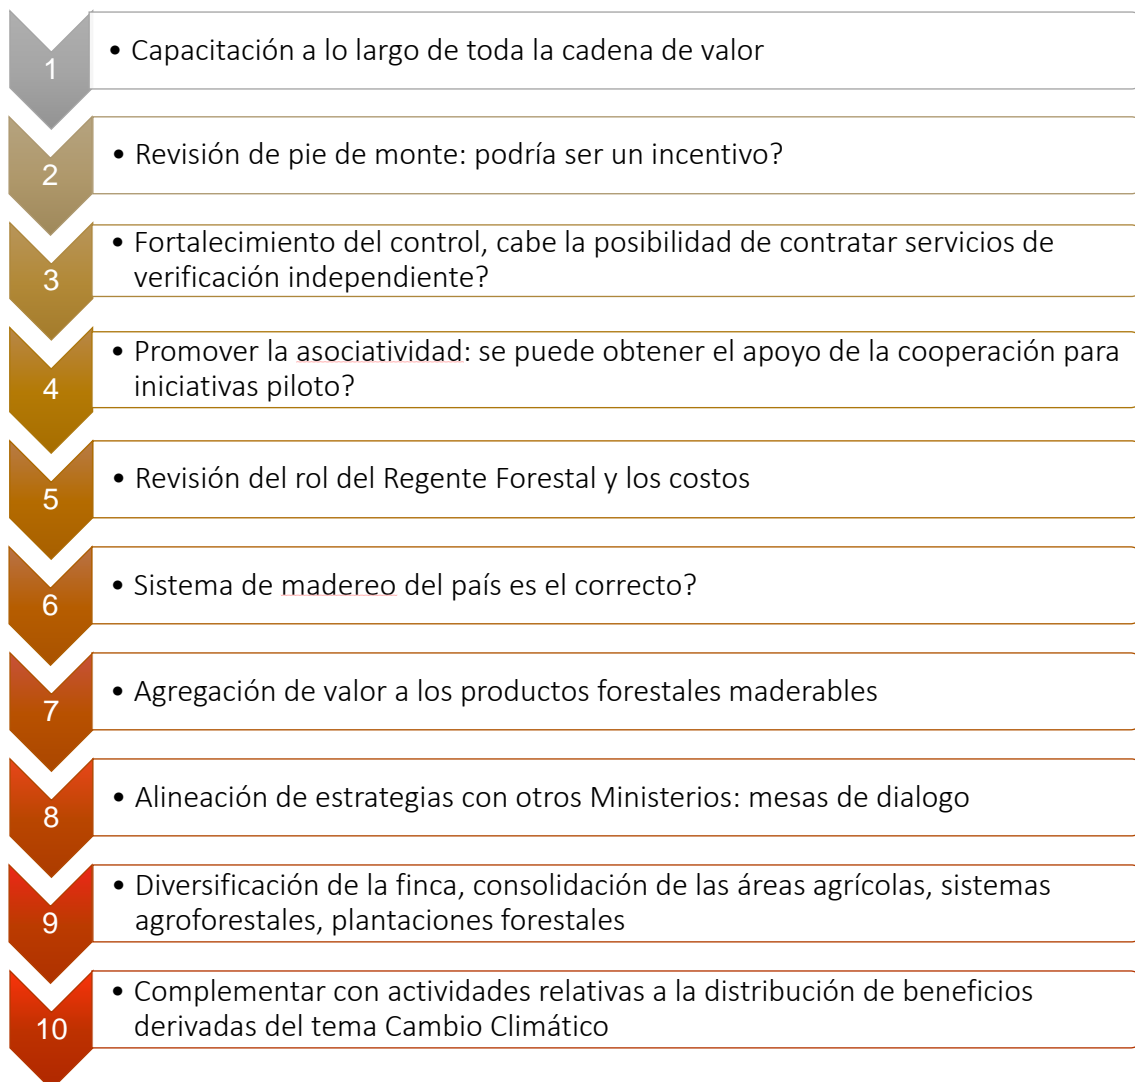 1
• Capacitación a lo largo de toda la cadena de valor
2
• Revisión de pie de monte: podría ser un incentivo?
3
• Fortalecimiento del control, cabe la posibilidad de contratar servicios de
verificación independiente?
4
• Promover la asociatividad: se puede obtener el apoyo de la cooperación para
iniciativas piloto?
5
• Revisión del rol del Regente Forestal y los costos
6
• Sistema de madereo del país es el correcto?
7
• Agregación de valor a los productos forestales maderables
8
• Alineación de estrategias con otros Ministerios: mesas de dialogo
9
• Diversificación de la finca, consolidación de las áreas agrícolas, sistemas
agroforestales, plantaciones forestales
10
• Complementar con actividades relativas a la distribución de beneficios
derivadas del tema Cambio Climático